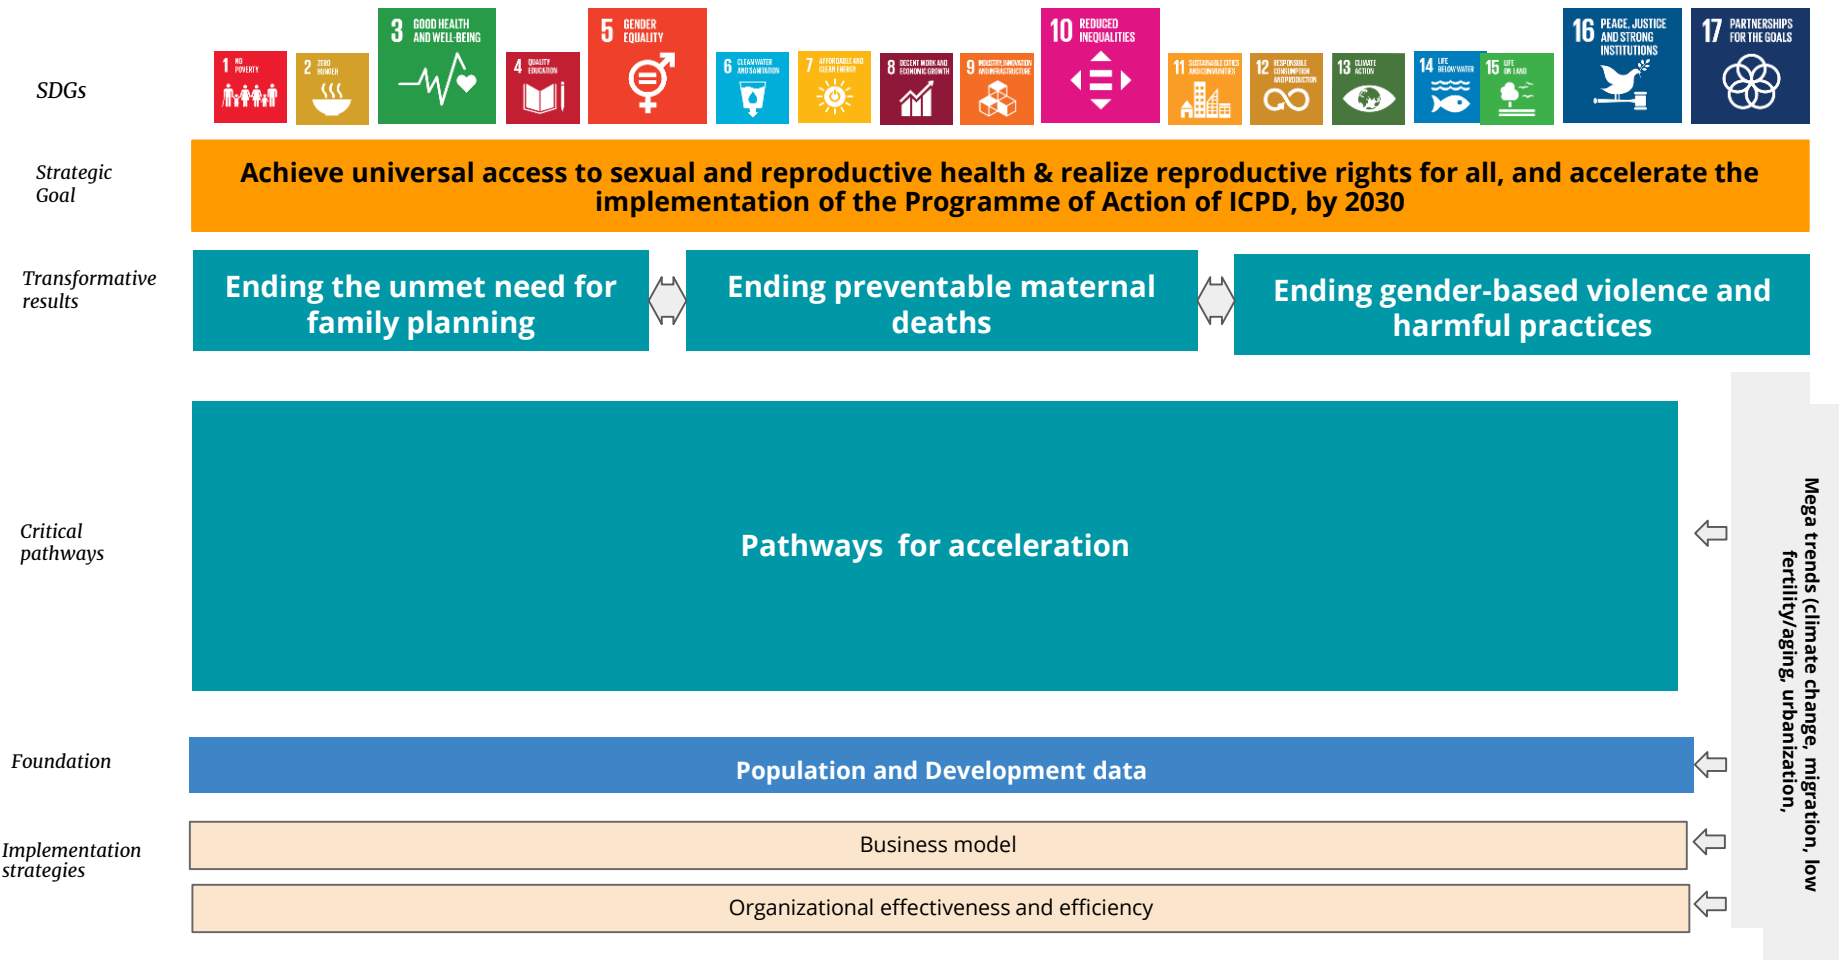 SDGs
1 NO
POVERTY
2 ZERO
HUNGER
3 GOOD HEALTH
AND WELL-BEING
4 QUALITY
EDUCATION
5 GENDER
EQUALITY
6 CLEAN WATER
AND SANITATION
7 AFFORDABLE AND
CLEAN ENERGY
8 DECENT WORK AND
ECONOMIC GROWTH
9 INDUSTRY, INNOVATION
AND INFRASTRUCTURE
10 REDUCED
INEQUALITIES
11 SUSTAINABLE CITIES
AND COMMUNITIES
12 RESPONSIBLE
CONSUMPTION
AND PRODUCTION
13 CLIMATE
ACTION
14 LIFE
BELOW WATER
15 LIFE
ON LAND
16 PEACE, JUSTICE
AND STRONG
INSTITUTIONS
17 PARTNERSHIPS
FOR THE GOALS
Strategic
Goal
Achieve universal access to sexual and reproductive health & realize reproductive rights for all, and accelerate the
implementation of the Programme of Action of ICPD, by 2030
Transformative
results
Ending the unmet need for
family planning
Ending preventable maternal
deaths
Ending gender-based violence and
harmful practices
Critical
pathways
Pathways for acceleration
Mega trends (climate change, migration, low
fertility/aging, urbanization,
Foundation
Population and Development data
Implementation
strategies
Business model
Organizational effectiveness and efficiency